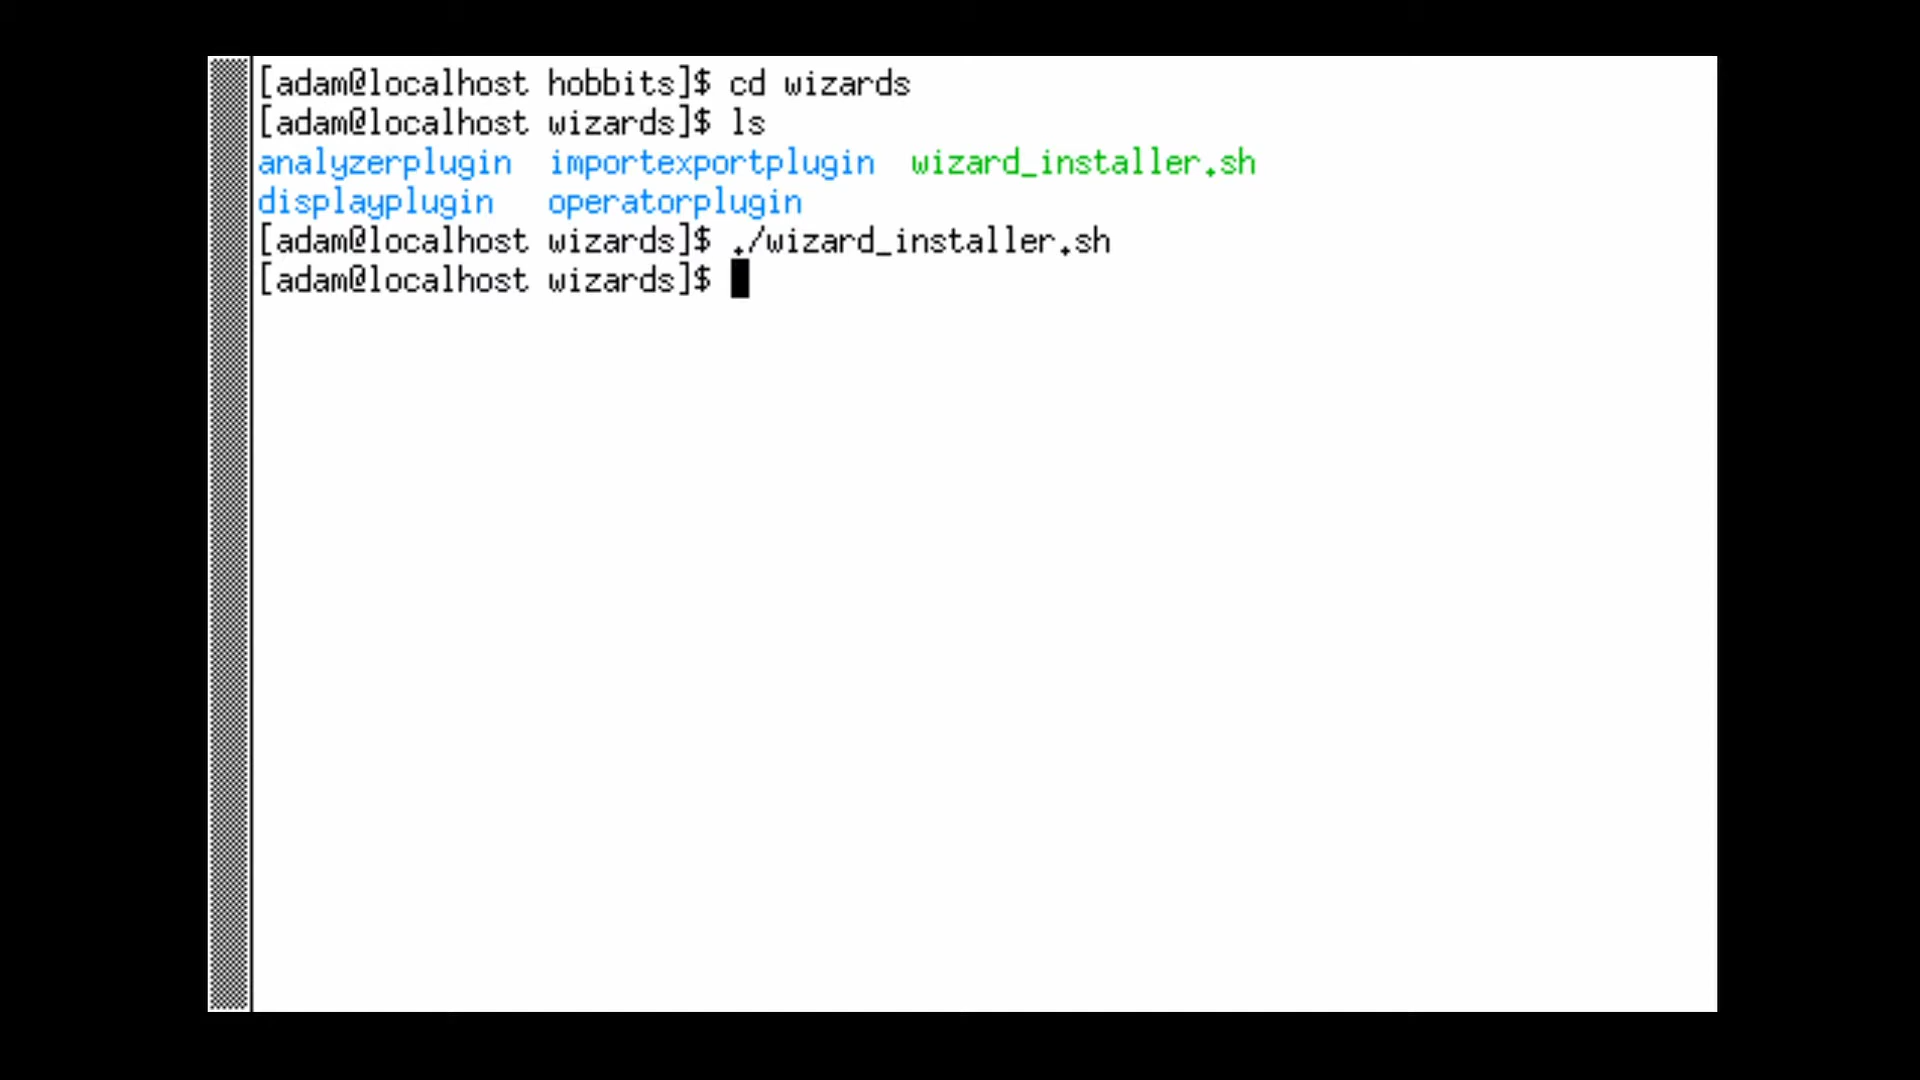 [adam@localhost hobbits]$ cd wizards
[adam@localhost wizards]$ ls
analyzerplugin  importexportplugin  wizard_installer.sh
displayplugin   operatorplugin
[adam@localhost wizards]$ ./wizard_installer.sh
[adam@localhost wizards]$